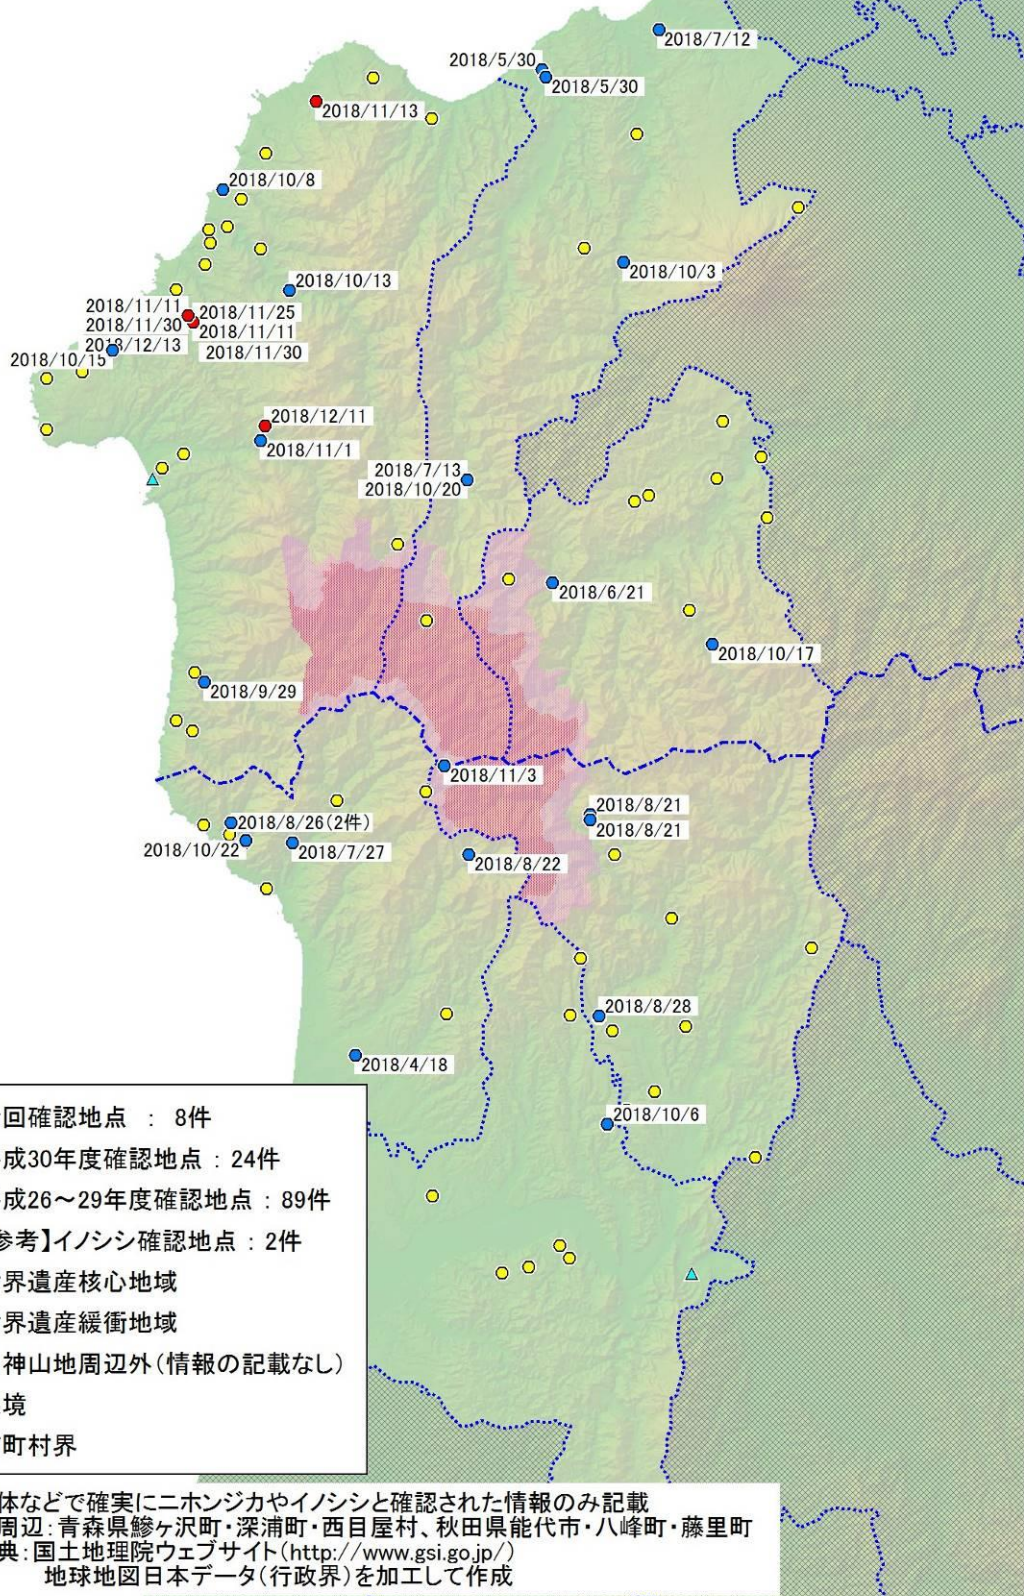 2018/7/12
2018/5/30
2018/5/30
2018/11/13
2018/10/8
2018/10/3
2018/10/13
2018/11/11
2018/11/25
2018/11/30
2018/11/11
2018/12/13
2018/11/30
2018/10/15
2018/12/11
2018/11/1
2018/7/13
2018/10/20
2018/6/21
2018/10/17
2018/9/29
2018/11/3
2018/8/21
2018/8/21
2018/8/26(2件)
2018/10/22
2018/7/27
2018/8/22
2018/8/28
2018/4/18
2018/10/6
回確認地点 : 8件
成30年度確認地点 : 24件
成26~29年度確認地点 : 89件
参考】イノシシ確認地点 : 2件
界遺産核心地域
界遺産緩衝地域
神山地周辺外(情報の記載なし)
境
町村界
体などで確実にニホンジカやイノシシと確認された情報のみ記載
周辺:青森県鰺ヶ沢町・深浦町・西目屋村、秋田県能代市・八峰町・藤里町
典:国土地理院ウェブサイト(http://www.gsi.go.jp/)
地球地図日本データ(行政界)を加工して作成